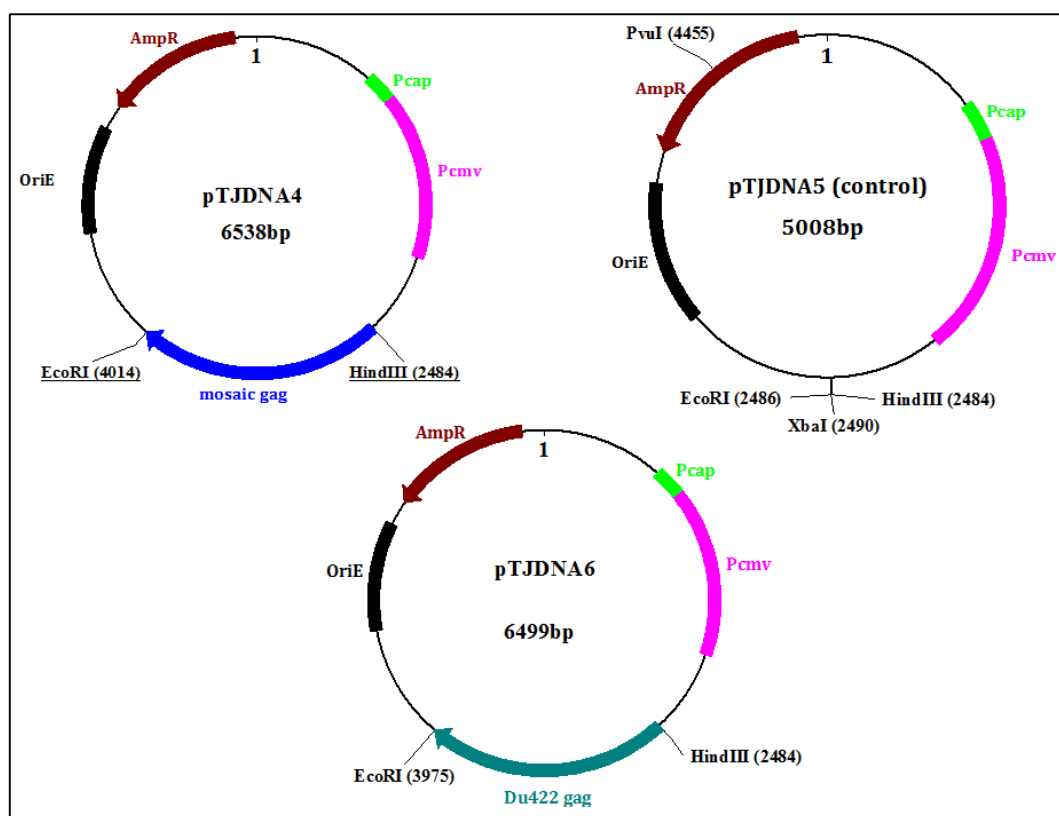 AmpR
1
Pcap
Pcmv
OriE
pTJDNA4
6538bp
EcoRI (4014)
HindIII (2484)
mosaic gag
PvuI (4455)
1
AmpR
Pcap
pTJDNA5 (control)
5008bp
OriE
Pcmv
EcoRI (2486)
HindIII (2484)
XbaI (2490)
AmpR
1
Pcap
OriE
pTJDNA6
Pcmv
6499bp
EcoRI (3975)
HindIII (2484)
Du422 gag